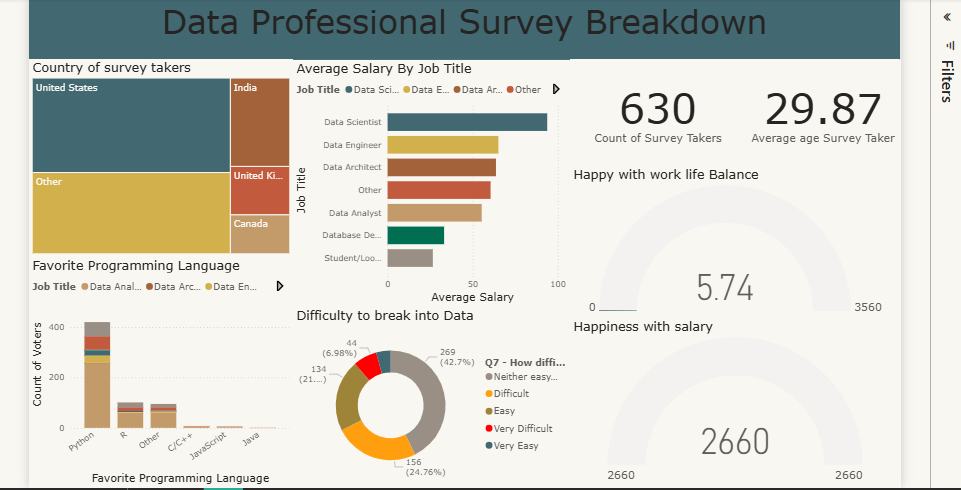 Data Professional Survey Breakdown
Country of survey takers
United States
India
Other
United Ki...
Canada
Average Salary By Job Title
Job Title Data Sci... Data E... Data Ar... Other
Job Title
Data Scientist
Data Engineer
Data Architect
Other
Data Analyst
Database De...
Student/Loo...
0 50 100
Average Salary
630
Count of Survey Takers
29.87
Average age Survey Taker
Happy with work life Balance
5.74
0
3560
Favorite Programming Language
Job Title Data Anal... Data Arc... Data En...
Count of Voters
400
200
0
Python R Other C/C++ JavaScript Java
Favorite Programming Language
Difficulty to break into Data
44
(6.98%)
269
(42.7%)
134
(21....)
156
(24.76%)
Q7 - How diffi...
Neither easy...
Difficult
Easy
Very Difficult
Very Easy
Happiness with salary
2660
2660
2660
Filters